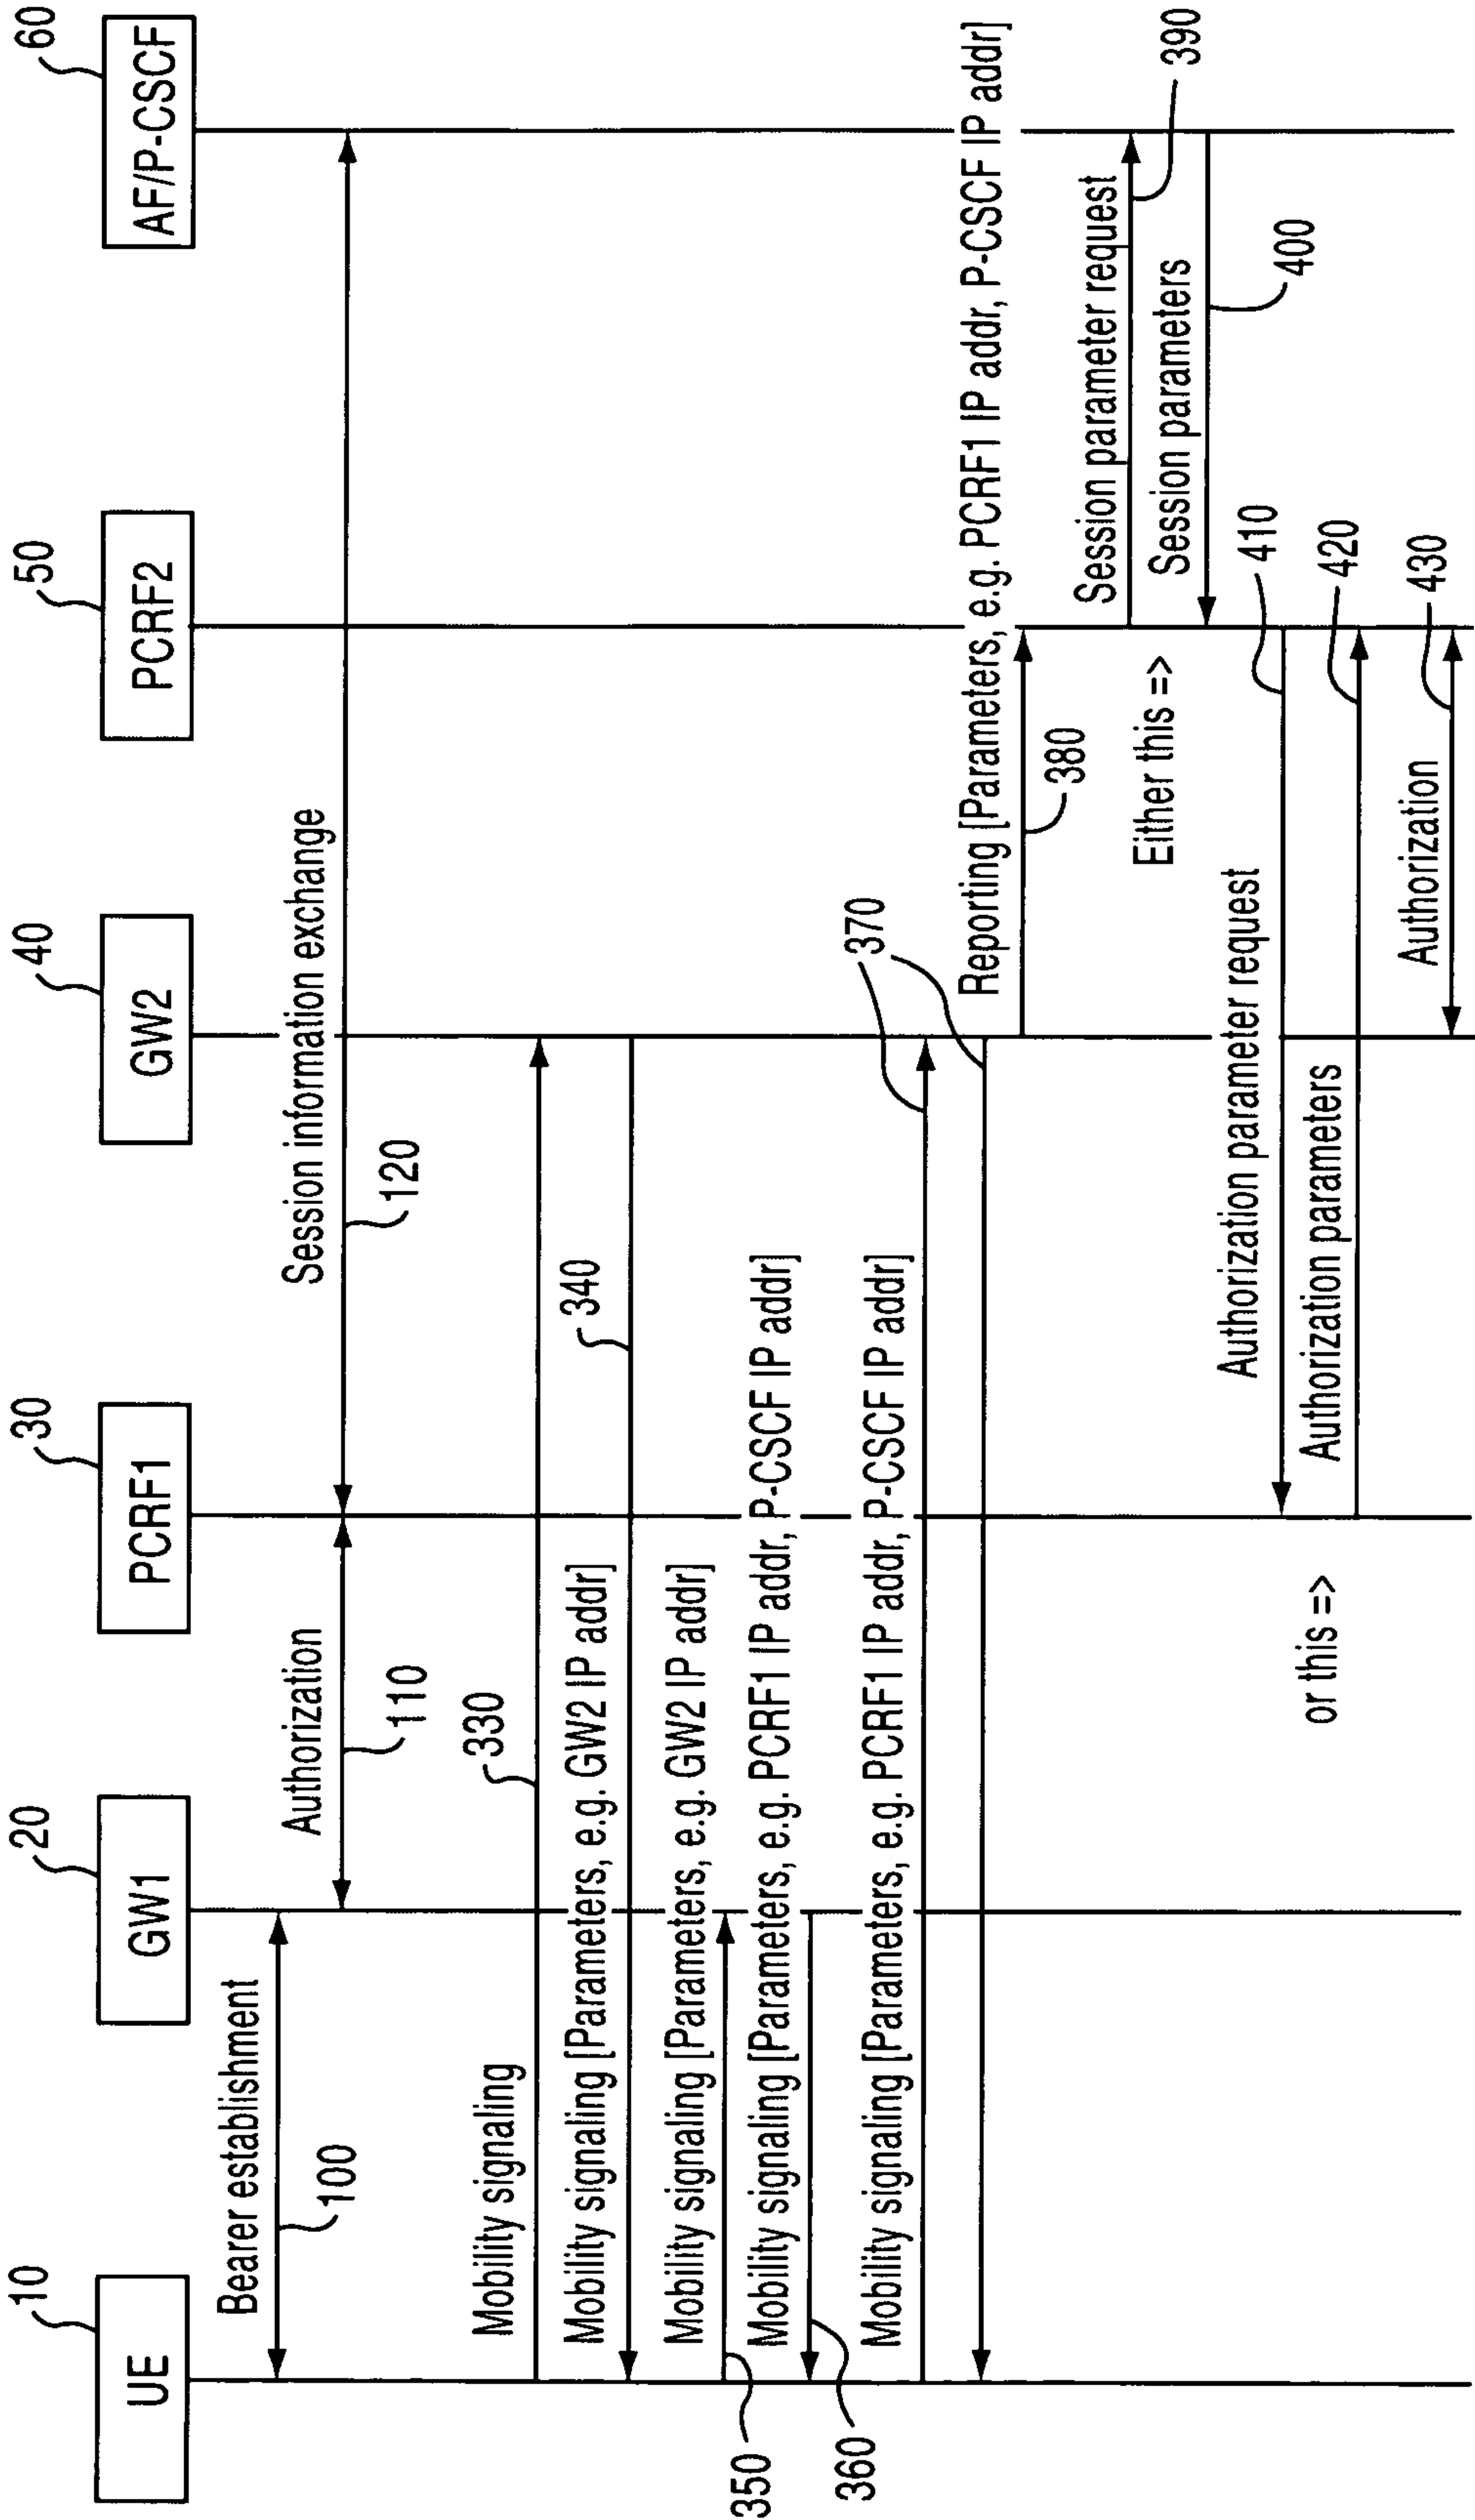 10
UE
20
GW1
30
PCRF1
40
GW2
50
PCRF2
60
AF/P-CSCF
Bearer establishment
100
Authorization
110
Session information exchange
120
Mobility signaling
330
Mobility signaling [Parameters, e.g. GW2 IP addr]
340
Mobility signaling [Parameters, e.g. GW2 IP addr]
350
Mobility signaling [Parameters, e.g. PCRF1 IP addr, P-CSCF IP addr]
360
Mobility signaling [Parameters, e.g. PCRF1 IP addr, P-CSCF IP addr]
370
Reporting [Parameters, e.g. PCRF1 IP addr, P-CSCF IP addr]
380
Either this =>
Session parameter request
390
Session parameters
400
or this =>
Authorization parameter request
410
Authorization parameters
420
Authorization
430